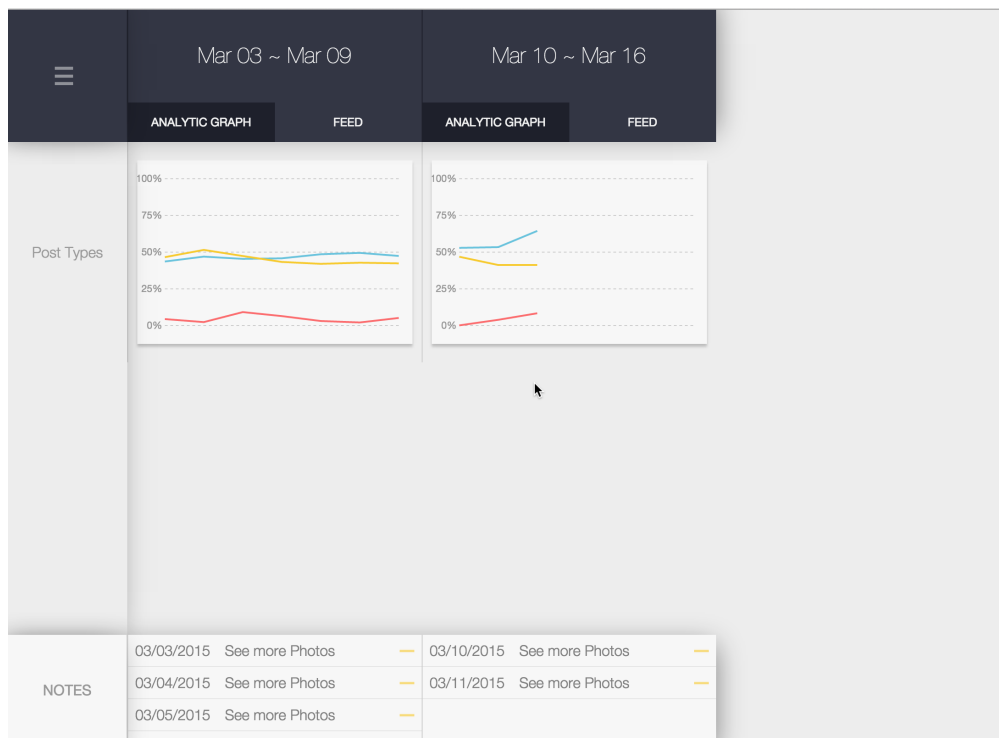 Mar 03 ~ Mar 09
Mar 10 ~ Mar 16
ANALYTIC GRAPH
FEED
ANALYTIC GRAPH
FEED
Post Types
100%
75%
50%
25%
0%
100%
75%
50%
25%
0%
NOTES
03/03/2015 See more Photos
03/04/2015 See more Photos
03/05/2015 See more Photos
03/10/2015 See more Photos
03/11/2015 See more Photos